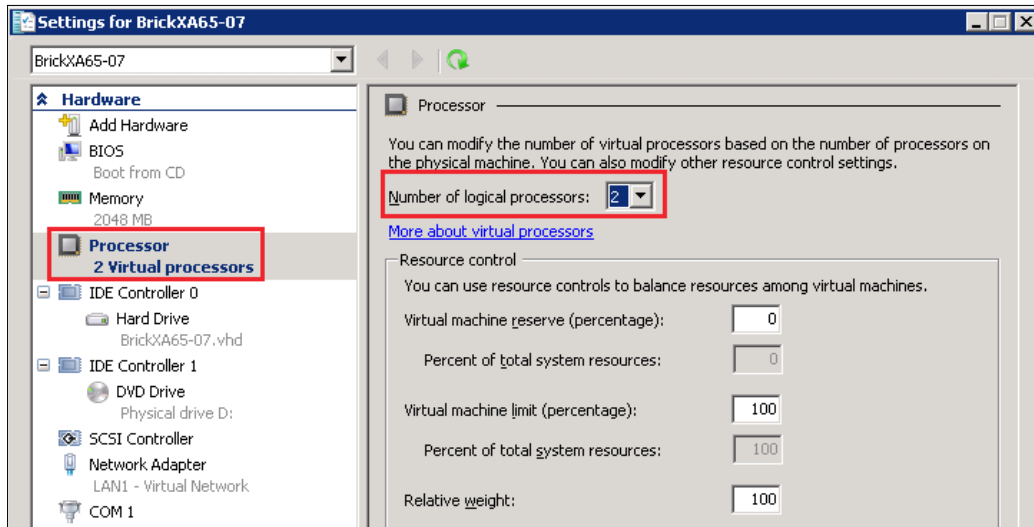 Settings for BrickXA65-07
BrickXA65-07
Hardware
Add Hardware
BIOS
Boot from CD
Memory
2048 MB
Processor
2 Virtual processors
IDE Controller 0
Hard Drive
BrickXA65-07.vhd
IDE Controller 1
DVD Drive
Physical drive D:
SCSI Controller
Network Adapter
LAN1 - Virtual Network
COM 1
Processor
You can modify the number of virtual processors based on the number of processors on
the physical machine. You can also modify other resource control settings.
Number of logical processors: 2
More about virtual processors
Resource control
You can use resource controls to balance resources among virtual machines.
Virtual machine reserve (percentage): 0
Percent of total system resources: 0
Virtual machine limit (percentage): 100
Percent of total system resources: 100
Relative weight: 100